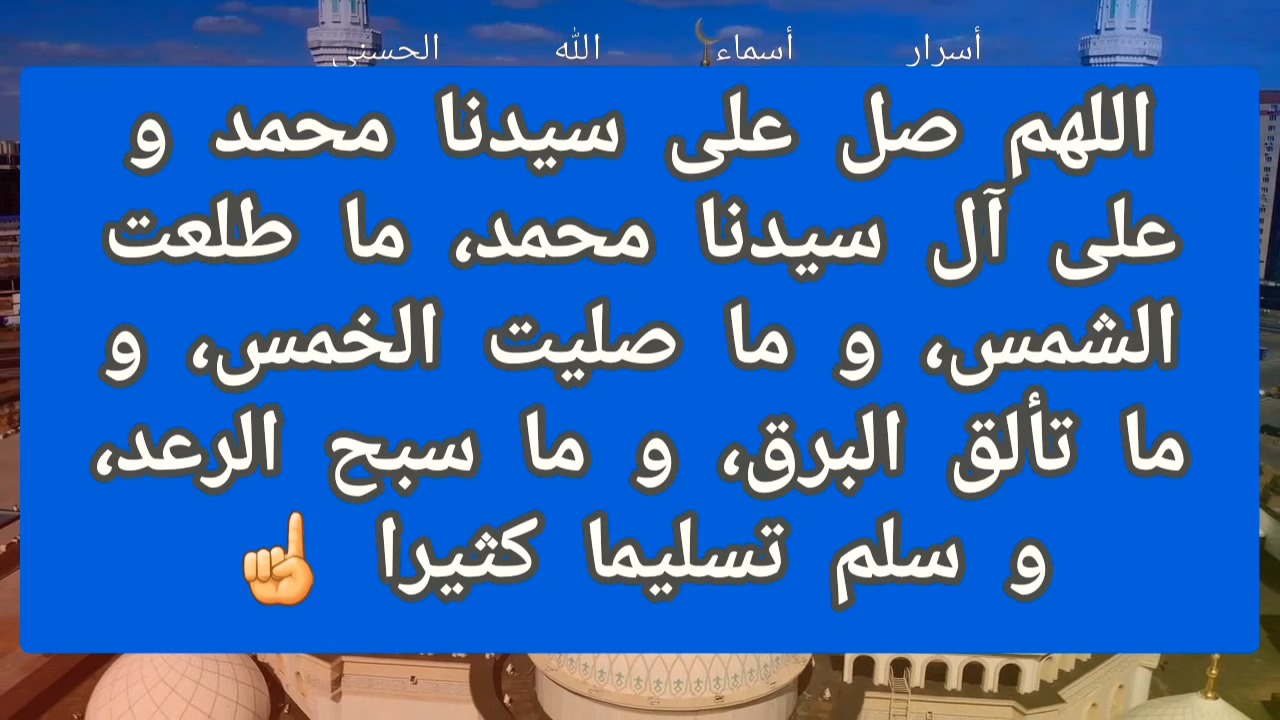 أسرار أسماء الله الحسنى
اللهم صل على سيدنا محمد و
على آل سيدنا محمد، ما طلعت
الشمس، و ما صليت الخمس، و
ما تألق البرق، و ما سبح الرعد،
و سلم تسليما كثيرا ☝